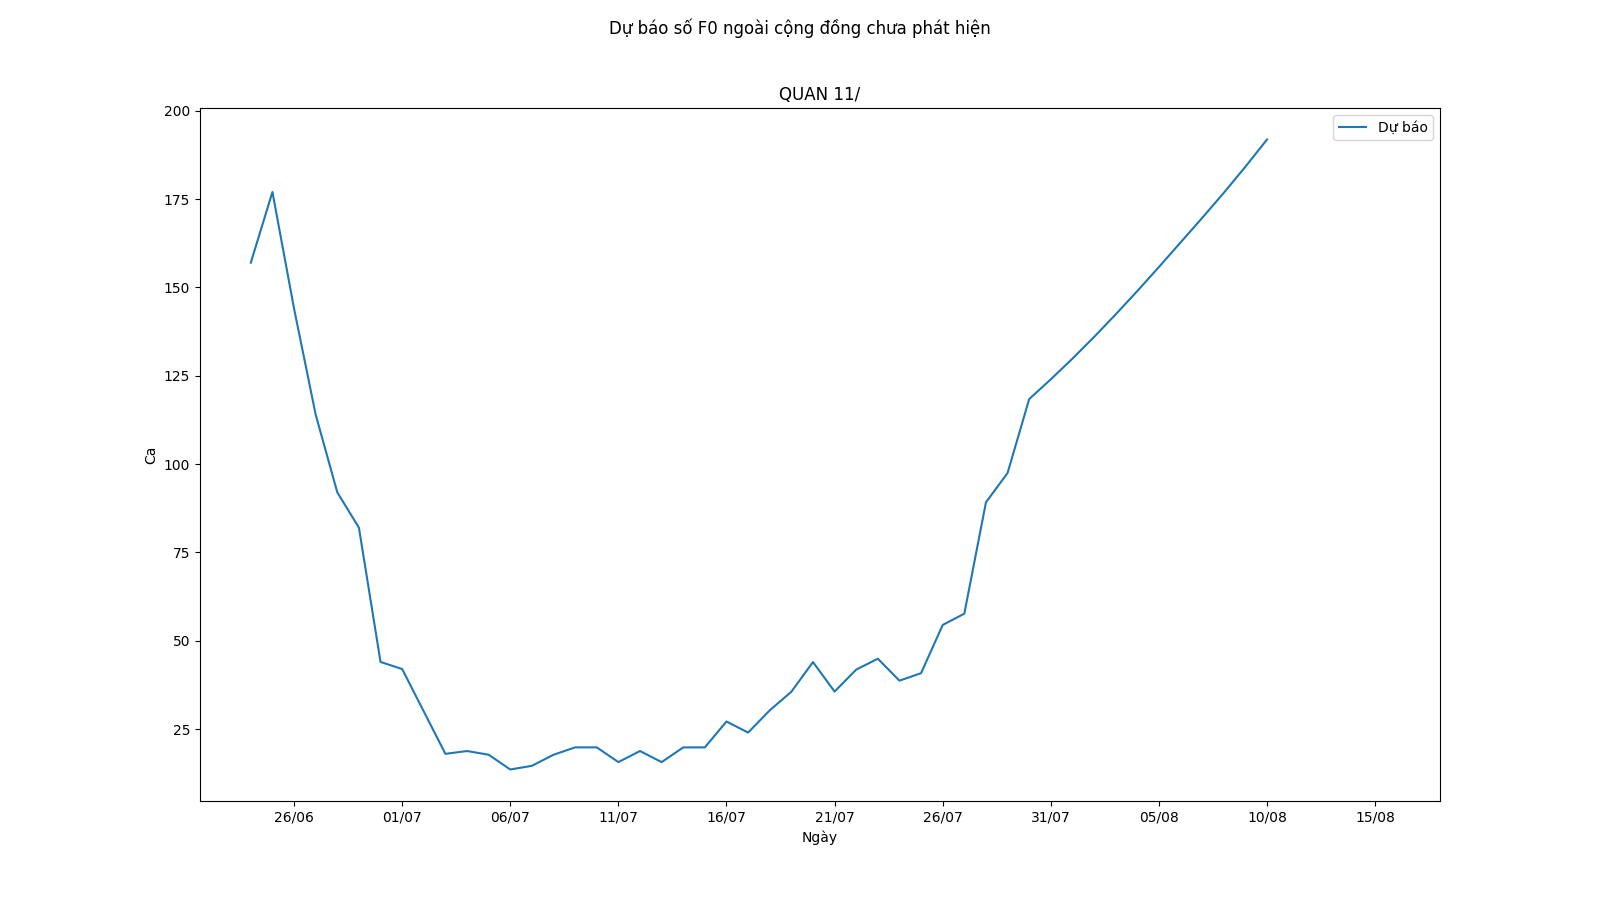 Dự báo số F0 ngoài cộng đồng chưa phát hiện
QUAN 11/
Dự báo
200
175
150
125
100
75
50
25
Ca
26/06 01/07 06/07 11/07 16/07 21/07 26/07 31/07 05/08 10/08 15/08
Ngày